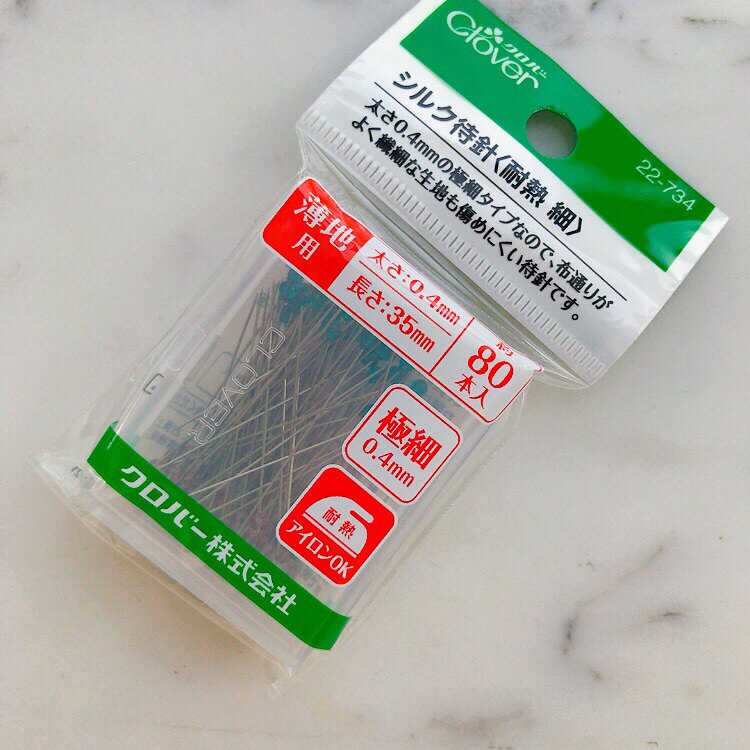 クロバー
Clover
シルク待針〈耐熱 細〉
太さ0.4mmの極細タイプなので、布通りが
よく繊細な生地も傷めにくい待針です。
22-734
薄地
用
太さ:0.4mm
長さ:35mm
約
80
本入
CLOVER
極細
0.4mm
耐熱
アイロンOK
クロバー株式会社